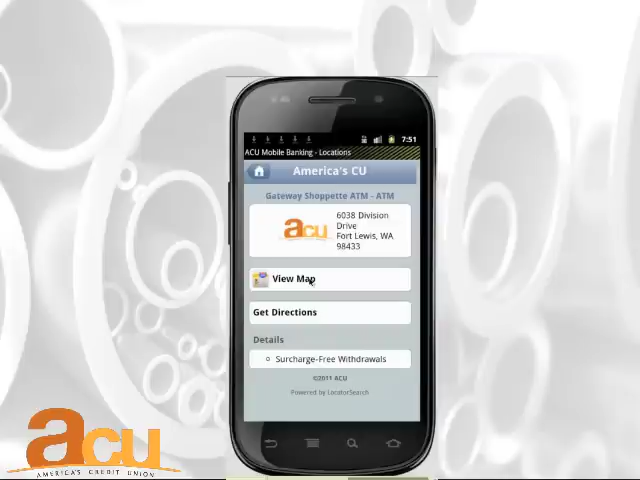 7:51
ACU Mobile Banking - Locations
America's CU
Gateway Shoppette ATM - ATM
acu
6038 Division
Drive
Fort Lewis, WA
98433
View Map
Get Directions
Details
Surcharge-Free Withdrawals
©2011 ACU
Powered by LocatorSearch
acu
AMERICA'S CREDIT UNION